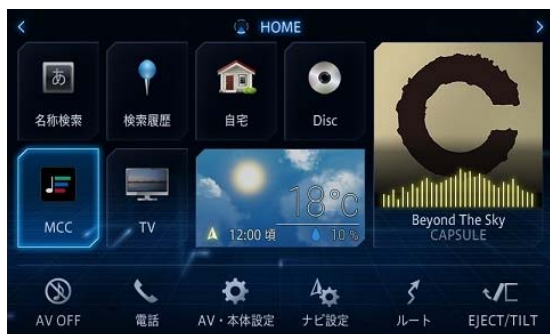 HOME
あ
名称検索
検索履歴
自宅
Disc
MCC
TV
18°C
12:00 頃
10%
Beyond The Sky
CAPSULE
AV OFF
電話
AV・本体設定
ナビ設定
ルート
EJECT/TILT